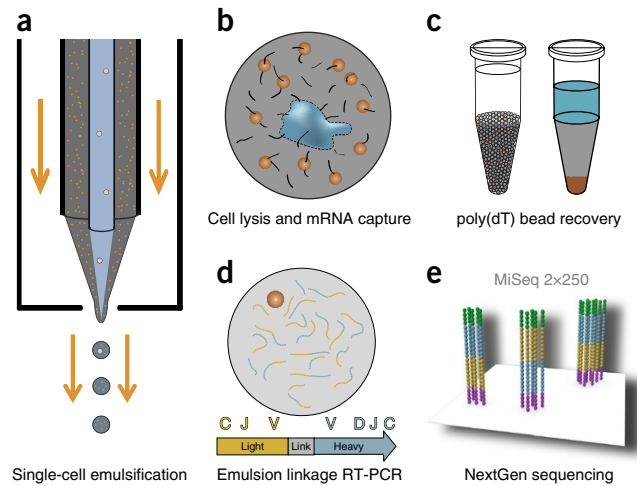 a
Single-cell emulsification
b
Cell lysis and mRNA capture
c
poly(dT) bead recovery
d
C J V V D J C
Light Link Heavy
Emulsion linkage RT-PCR
e
MiSeq 2×250
NextGen sequencing